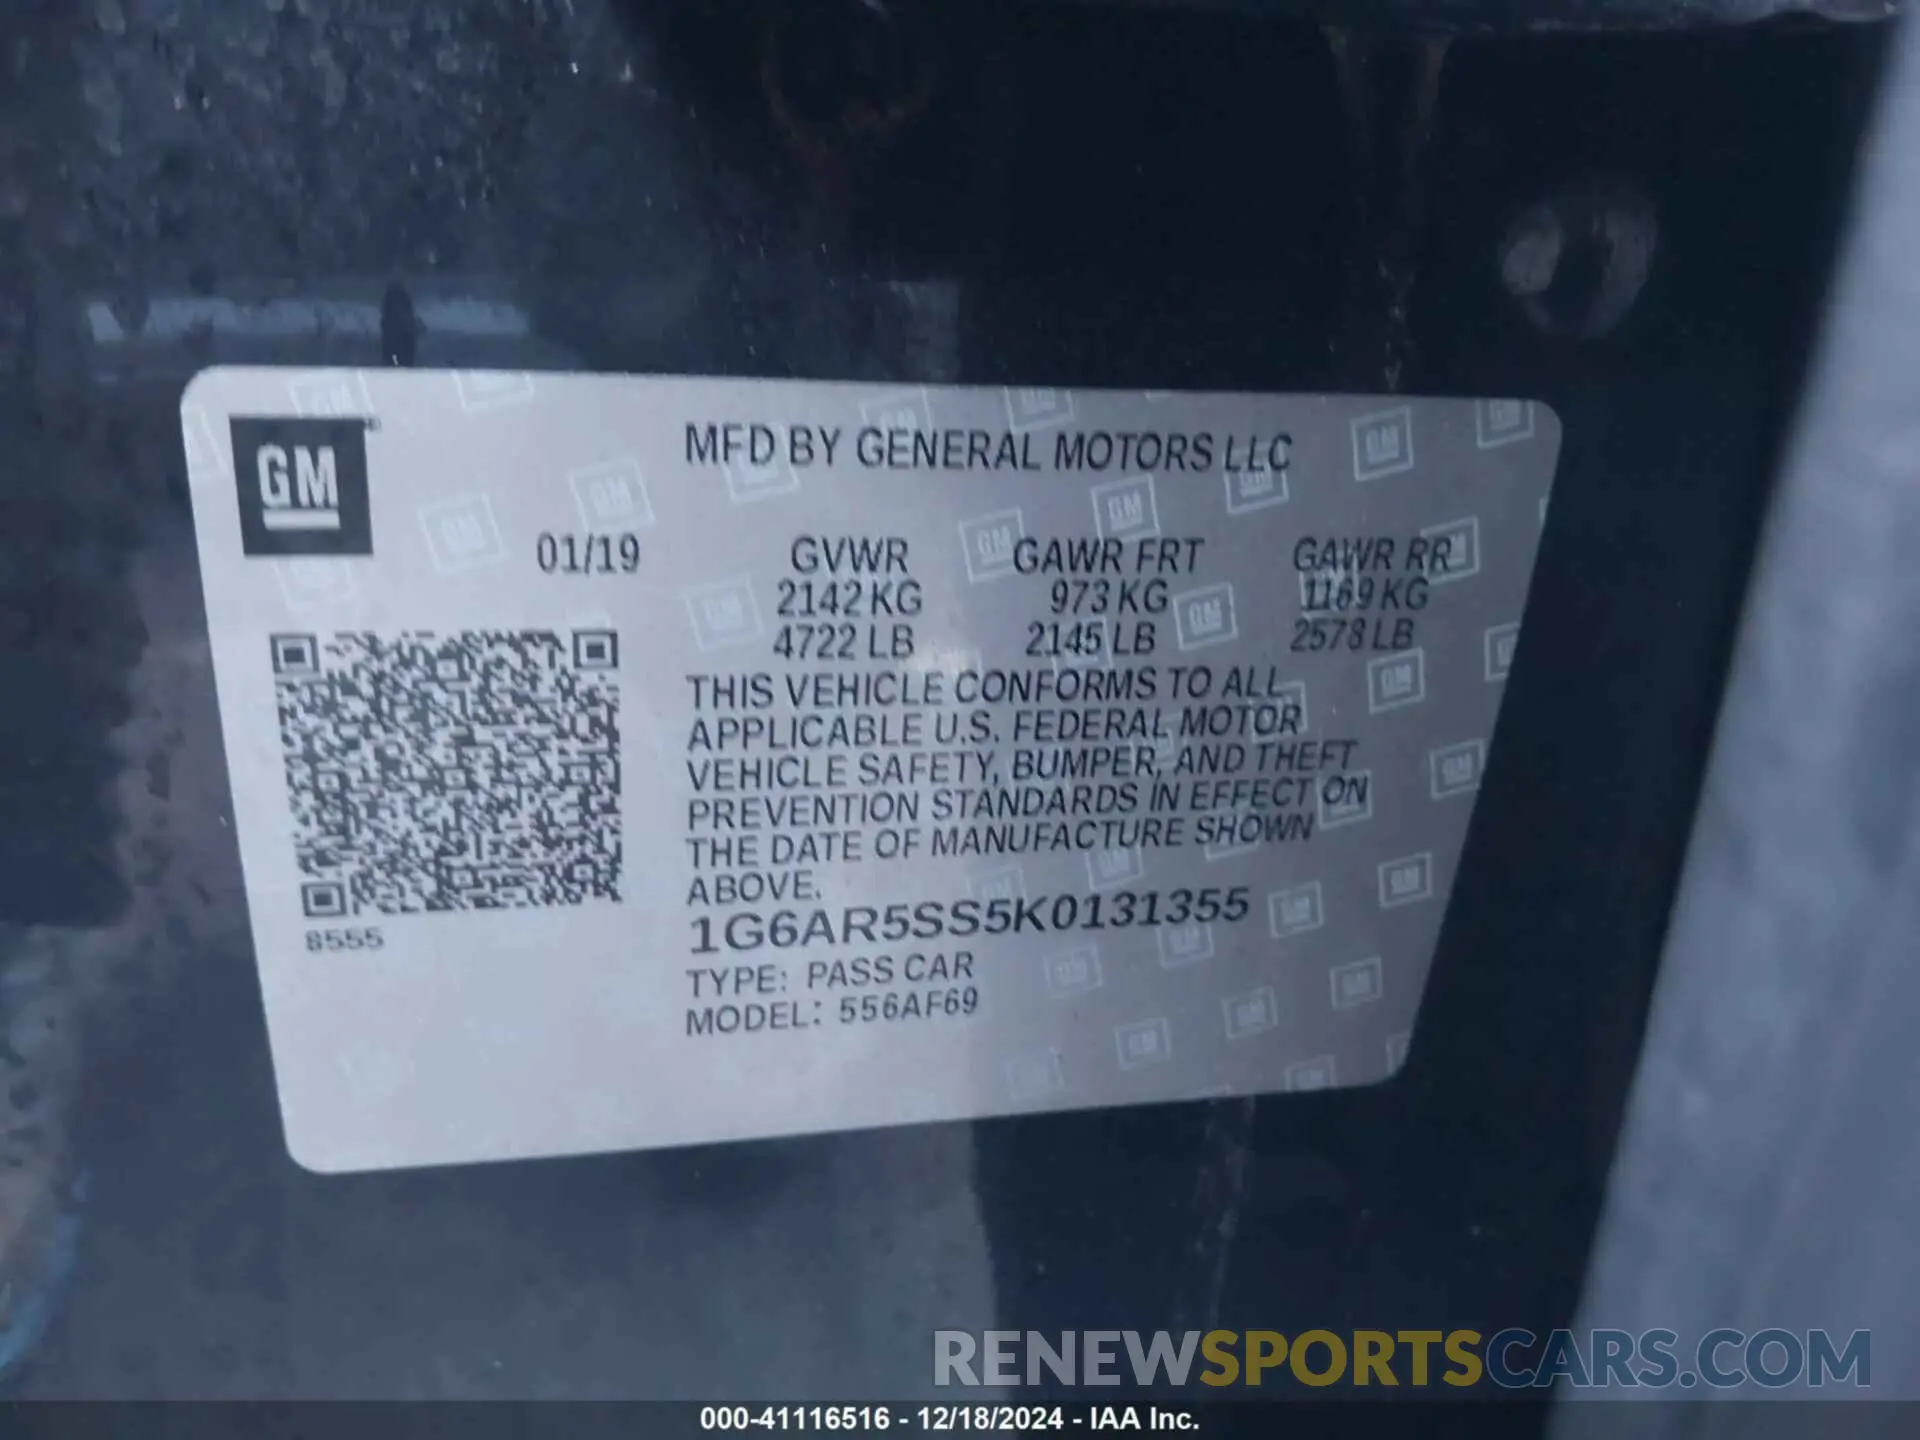 GM
MFD BY GENERAL MOTORS LLC
01/19 GVWR GAWR FRT GAWR RR
2142 KG 973 KG 1169 KG
4722 LB 2145 LB 2578 LB
THIS VEHICLE CONFORMS TO ALL
APPLICABLE U.S. FEDERAL MOTOR
VEHICLE SAFETY, BUMPER, AND THEFT
PREVENTION STANDARDS IN EFFECT ON
THE DATE OF MANUFACTURE SHOWN
ABOVE.
1G6AR5SS5K0131355
8555
TYPE: PASS CAR
MODEL: 556AF69
RENEWSPORTSCARS.COM
000-41116516 - 12/18/2024 - IAA Inc.